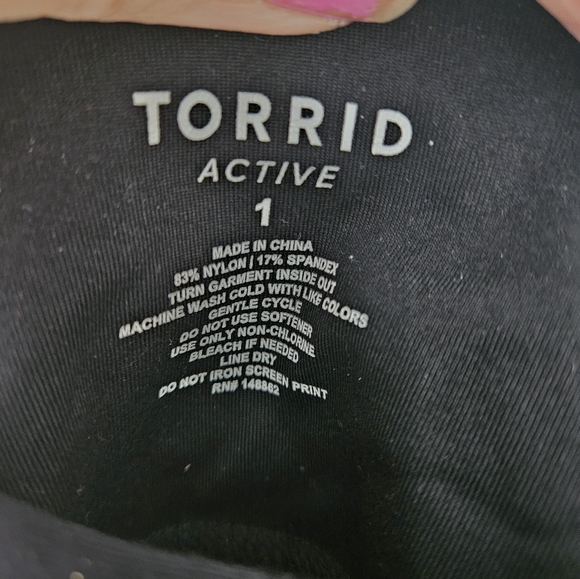 TORRID
ACTIVE
1
MADE IN CHINA
83% NYLON / 17% SPANDEX
TURN GARMENT INSIDE OUT
MACHINE WASH COLD WITH LIKE COLORS
GENTLE CYCLE
DO NOT USE SOFTENER
USE ONLY NON-CHLORINE
BLEACH IF NEEDED
LINE DRY
DO NOT IRON SCREEN PRINT
RN# 148862